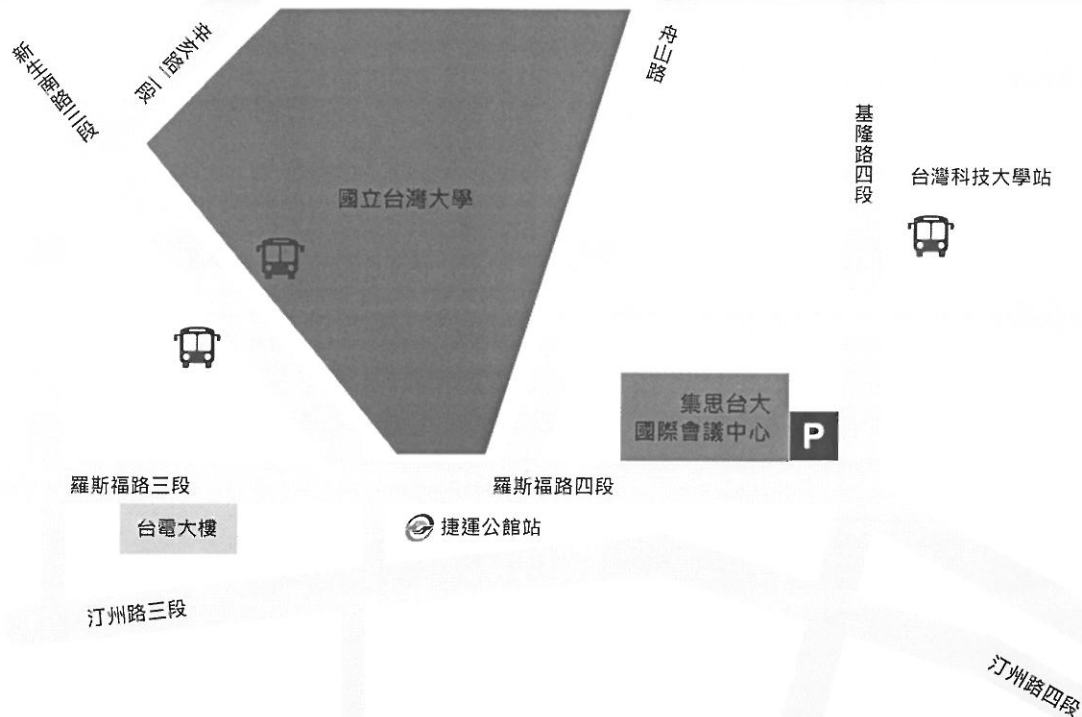 新生南路三段
辛亥路二段
舟山路
基隆路四段
台灣科技大學站
國立台灣大學
集思台大
國際會議中心
P
羅斯福路三段
羅斯福路四段
台電大樓
捷運公館站
汀州路三段
汀州路四段